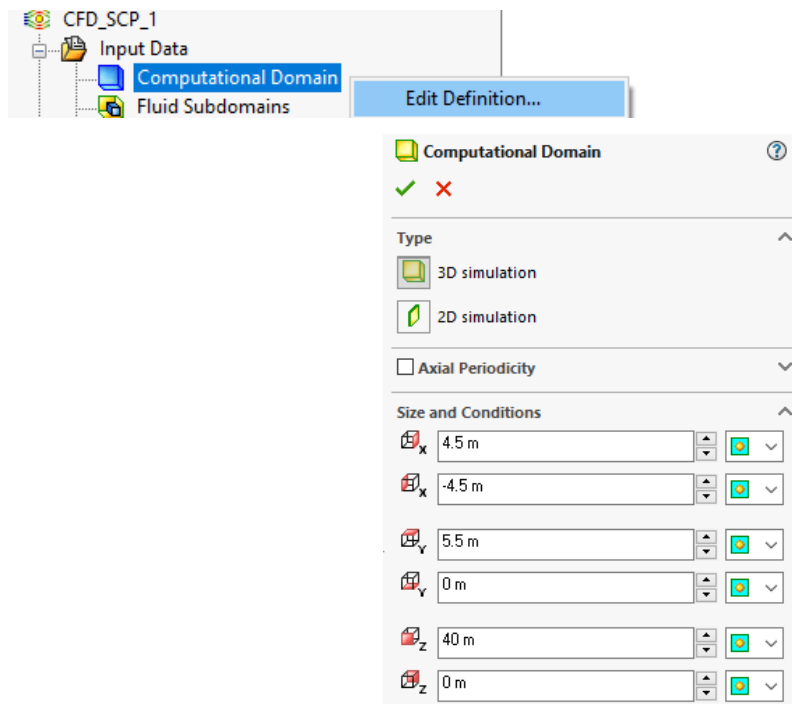 CFD_SCP_1
Input Data
Computational Domain
Edit Definition...
Fluid Subdomains
Computational Domain
?
Type
3D simulation
2D simulation
Axial Periodicity
Size and Conditions
X 4.5 m
X -4.5 m
Y 5.5 m
Y 0 m
Z 40 m
Z 0 m